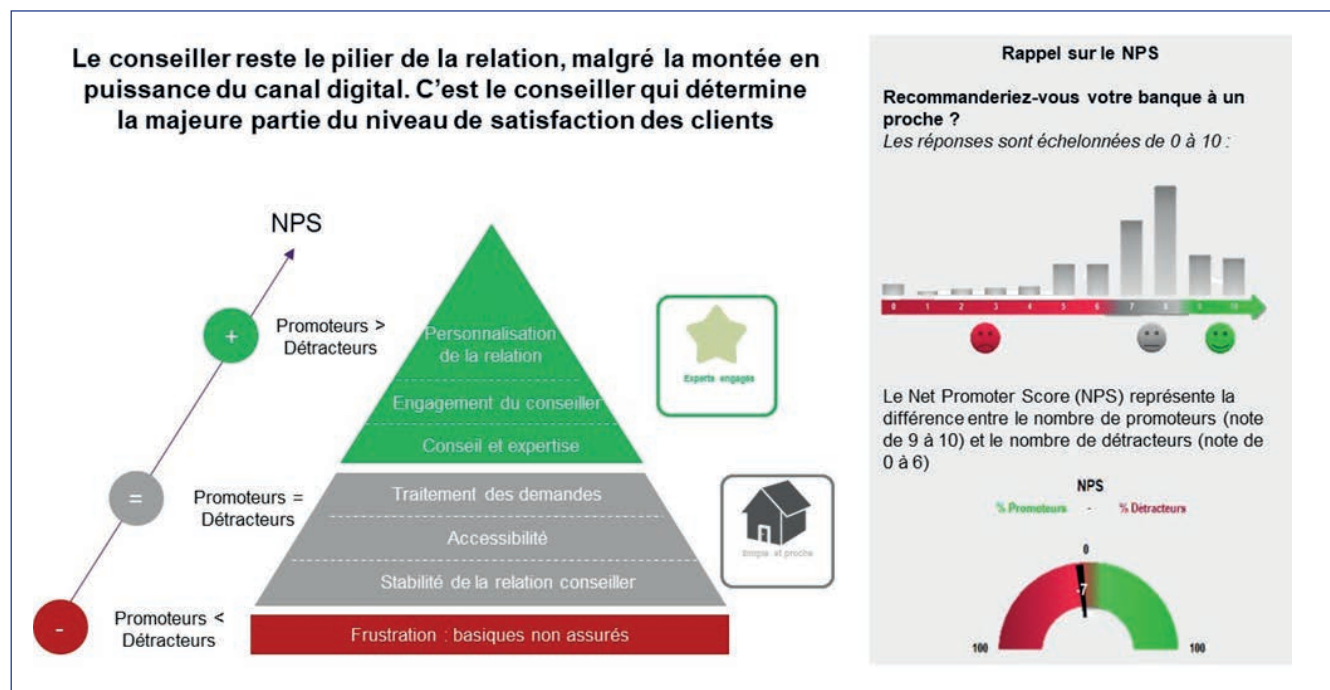 Le conseiller reste le pilier de la relation, malgré la montée en
puissance du canal digital. C'est le conseiller qui détermine
la majeure partie du niveau de satisfaction des clients
NPS
+
Promoteurs >
Détracteurs
=
Promoteurs =
Détracteurs
-
Promoteurs <
Détracteurs
Personnalisation
de la relation
Engagement du conseiller
Conseil et expertise
Traitement des demandes
Accessibilité
Stabilité de la relation conseiller
Frustration : basiques non assurés
Experts engagés
Simple et proche
Rappel sur le NPS
Recommanderiez-vous votre banque à un
proche ?
Les réponses sont échelonnées de 0 à 10 :
0 1 2 3 4 5 6 7 8 9 10
Le Net Promoter Score (NPS) représente la
différence entre le nombre de promoteurs (note
de 9 à 10) et le nombre de détracteurs (note de
0 à 6)
NPS
% Promoteurs - % Détracteurs
0
-7
100 100